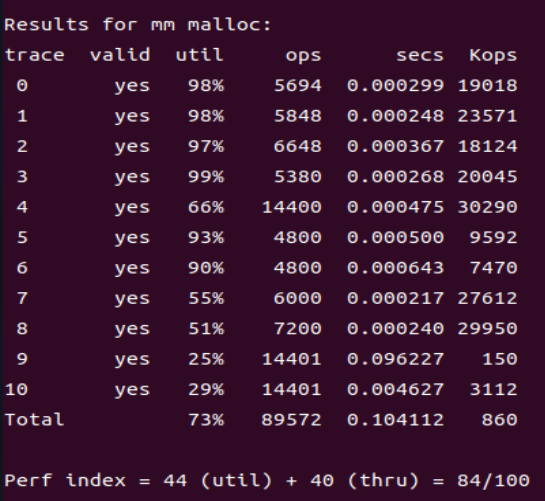 Results for mm malloc:
trace valid util ops secs Kops
0 yes 98% 5694 0.000299 19018
1 yes 98% 5848 0.000248 23571
2 yes 97% 6648 0.000367 18124
3 yes 99% 5380 0.000268 20045
4 yes 66% 14400 0.000475 30290
5 yes 93% 4800 0.000500 9592
6 yes 90% 4800 0.000643 7470
7 yes 55% 6000 0.000217 27612
8 yes 51% 7200 0.000240 29950
9 yes 25% 14401 0.096227 150
10 yes 29% 14401 0.004627 3112
Total 73% 89572 0.104112 860
Perf index = 44 (util) + 40 (thru) = 84/100